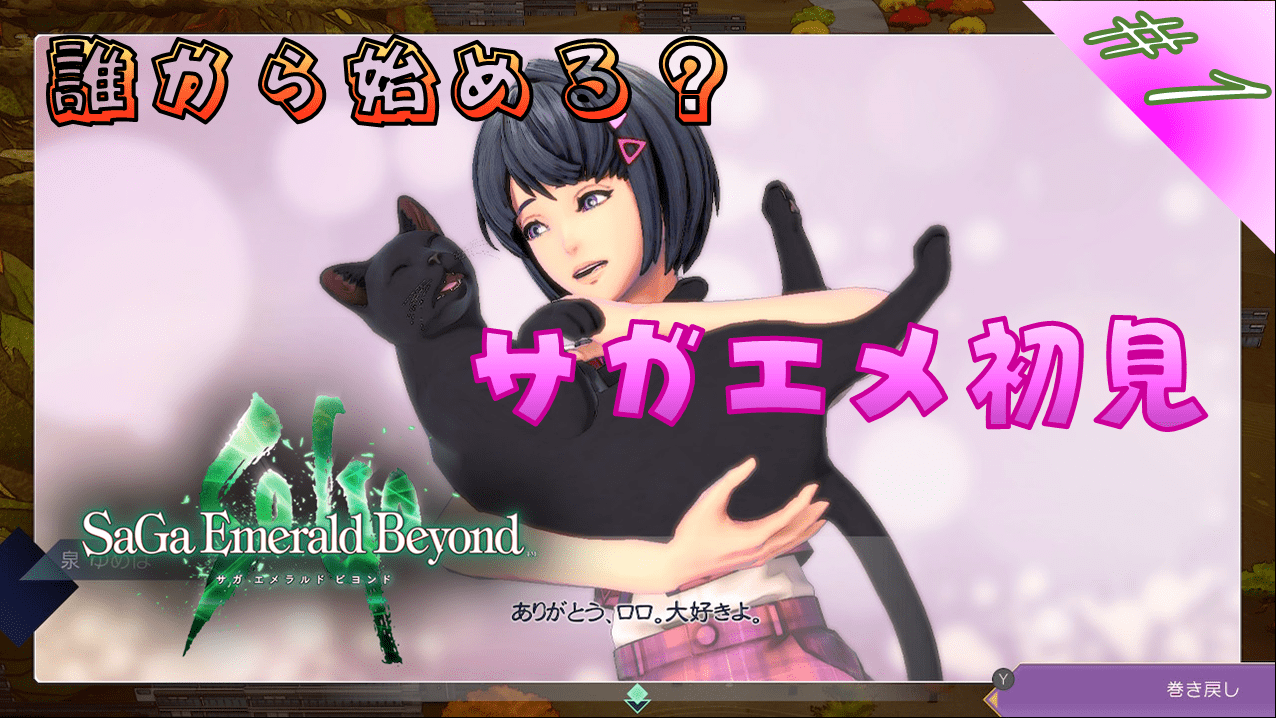 誰から始める?
#1
サガエメ初見
SaGa
SaGa Emerald Beyond
サガ エメラルド ビヨンド
泉 ゆめは
ありがとう、ロロ。大好きよ。
Y
巻き戻し